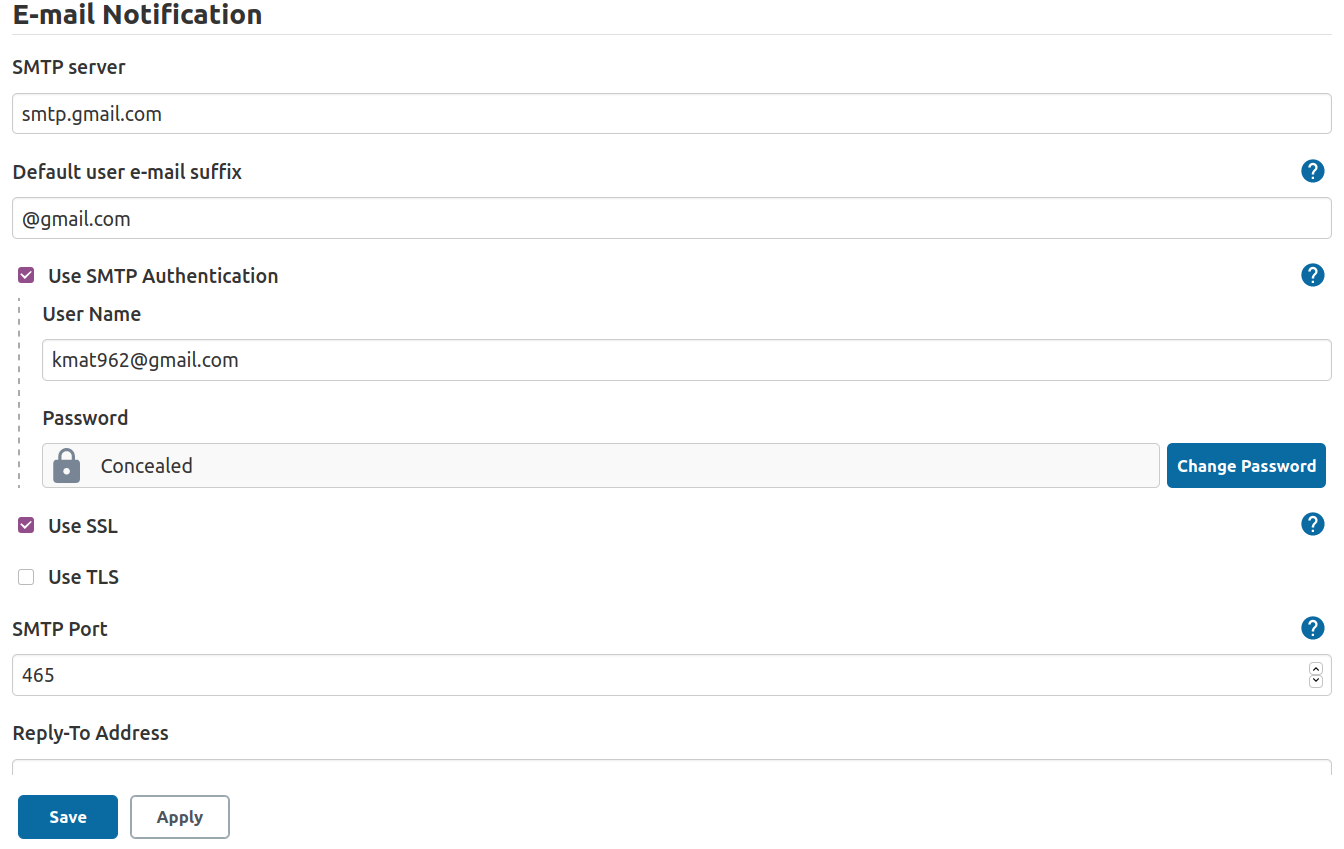 E-mail Notification
SMTP server
smtp.gmail.com
Default user e-mail suffix
?
@gmail.com
Use SMTP Authentication
?
User Name
kmat962@gmail.com
Password
Concealed
Change Password
Use SSL
?
Use TLS
SMTP Port
?
465
Reply-To Address
Save
Apply